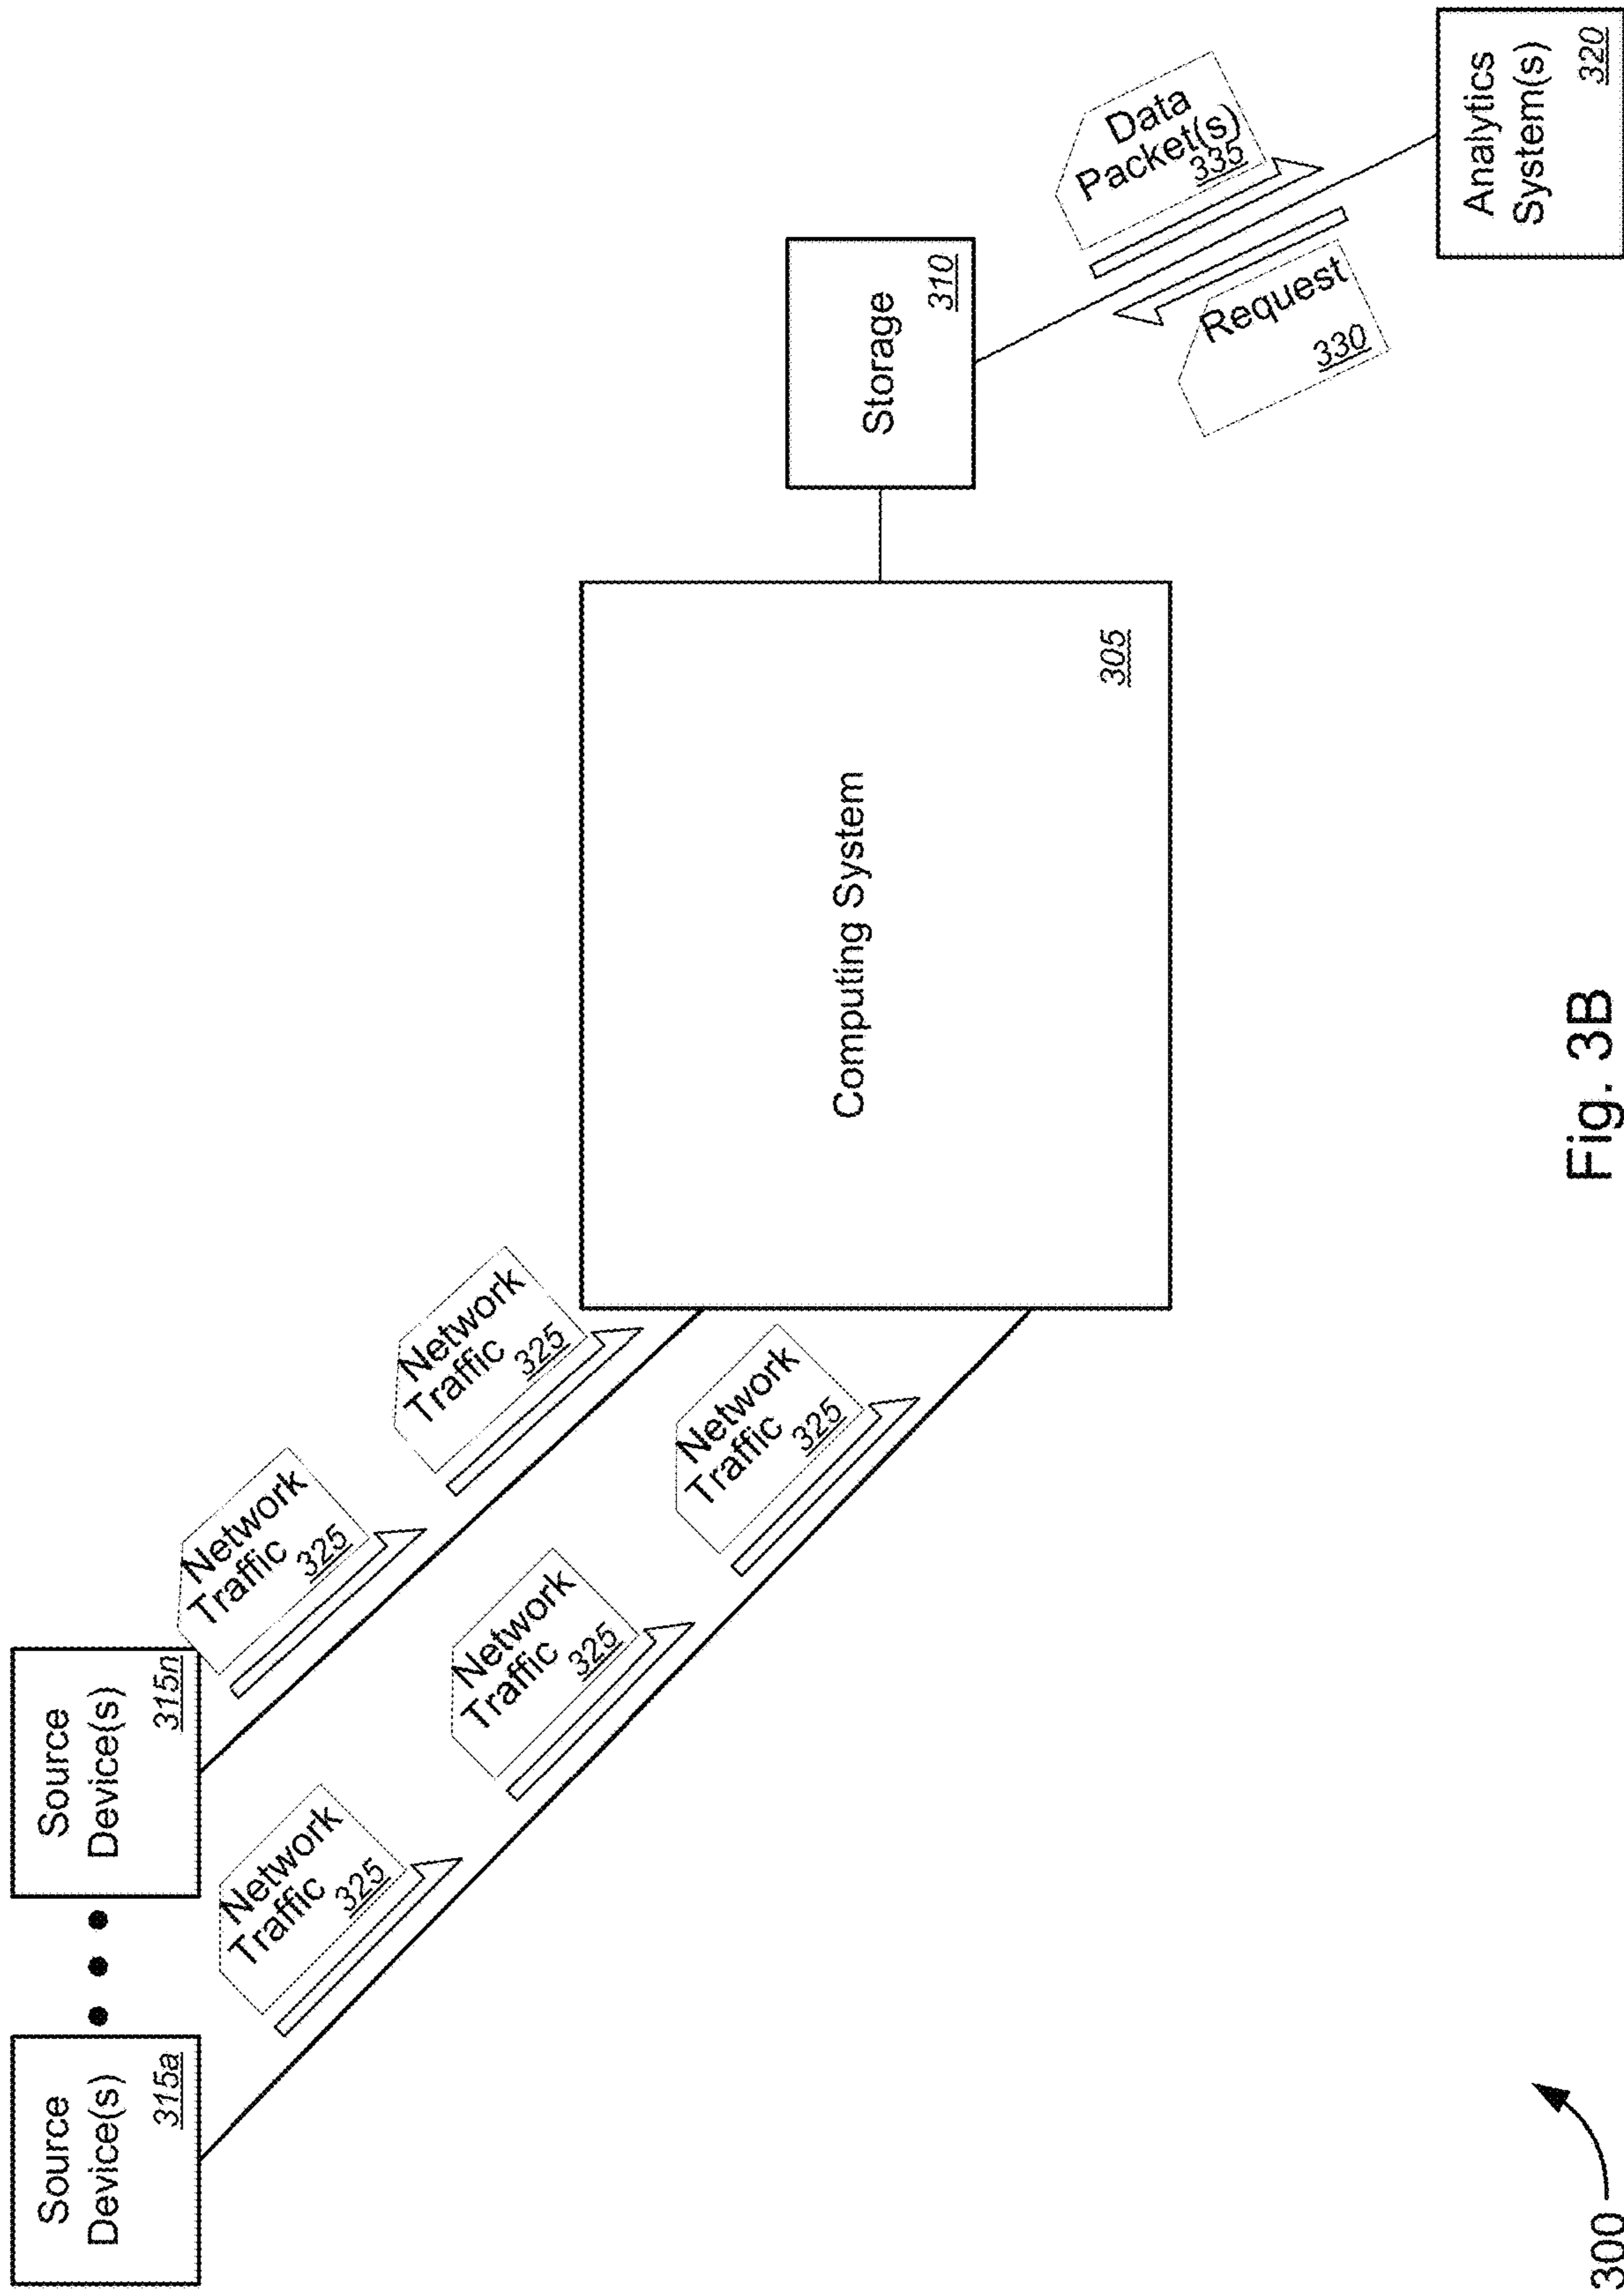 Source
Device(s)
315a
Source
Device(s)
315n
Network
Traffic
325
Network
Traffic
325
Network
Traffic
325
Network
Traffic
325
Network
Traffic
325
Computing System
305
Storage
310
Data
Packet(s)
335
Request
330
Analytics
System(s)
320
300
Fig. 3B